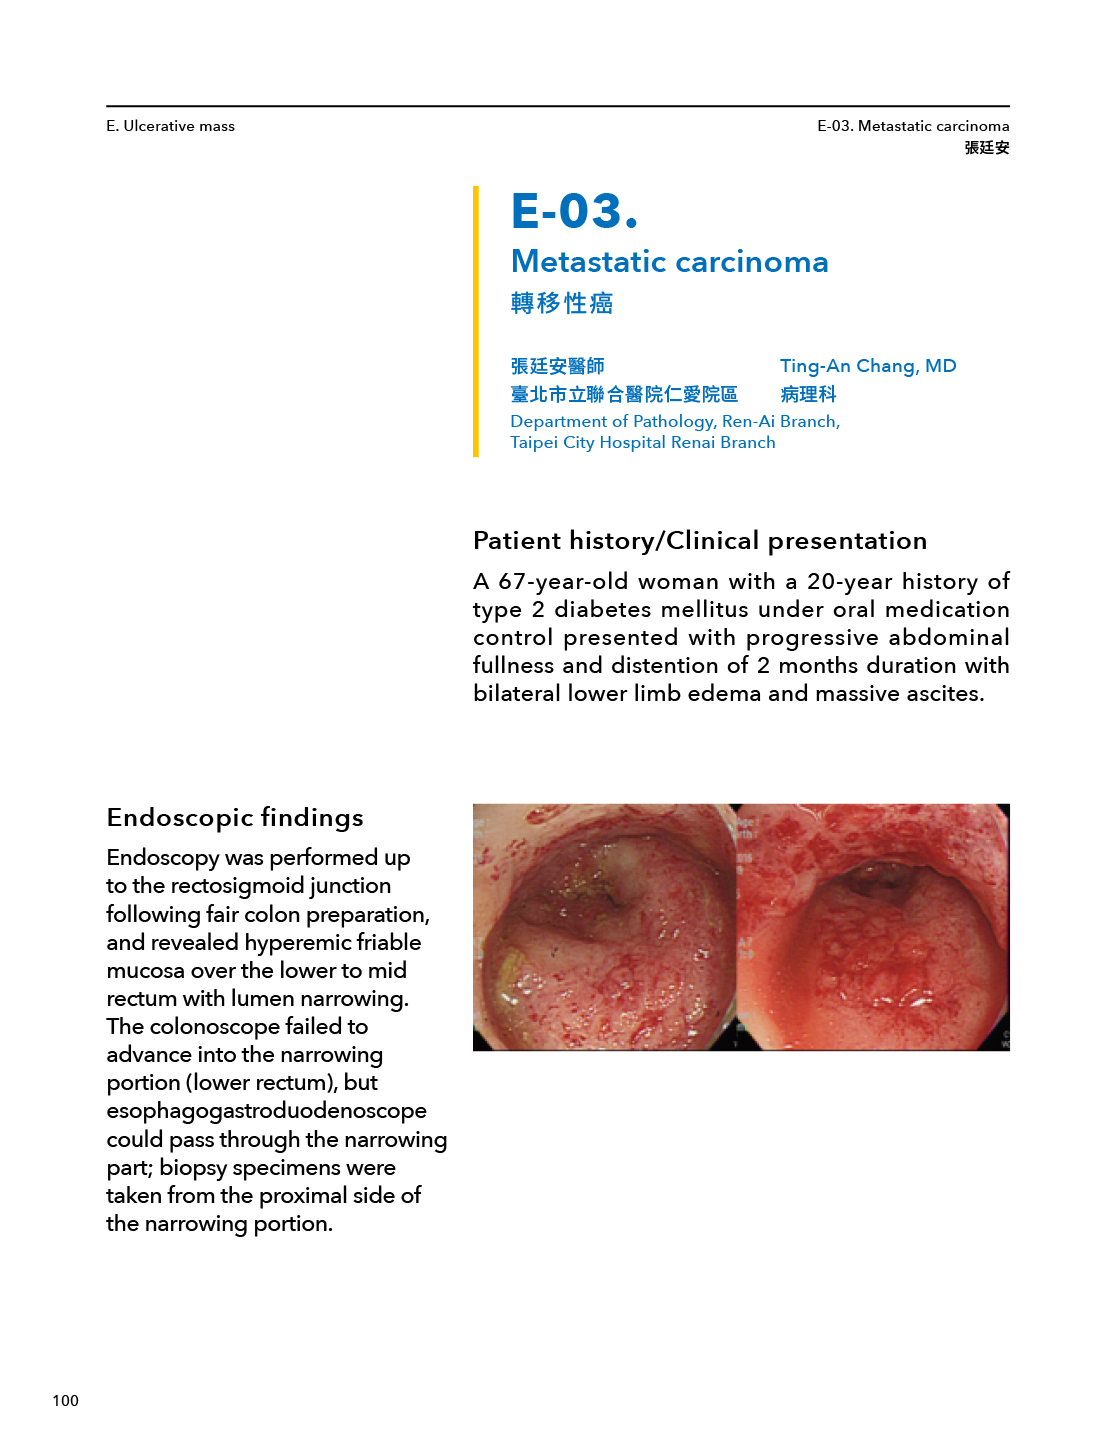 E. Ulcerative mass
E-03. Metastatic carcinoma
張廷安
E-03.
Metastatic carcinoma
轉移性癌
張廷安醫師 Ting-An Chang, MD
臺北市立聯合醫院仁愛院區 病理科
Department of Pathology, Ren-Ai Branch,
Taipei City Hospital Renai Branch
Patient history/Clinical presentation
A 67-year-old woman with a 20-year history of
type 2 diabetes mellitus under oral medication
control presented with progressive abdominal
fullness and distention of 2 months duration with
bilateral lower limb edema and massive ascites.
Endoscopic findings
Endoscopy was performed up
to the rectosigmoid junction
following fair colon preparation,
and revealed hyperemic friable
mucosa over the lower to mid
rectum with lumen narrowing.
The colonoscope failed to
advance into the narrowing
portion (lower rectum), but
esophagogastroduodenoscope
could pass through the narrowing
part; biopsy specimens were
taken from the proximal side of
the narrowing portion.
100